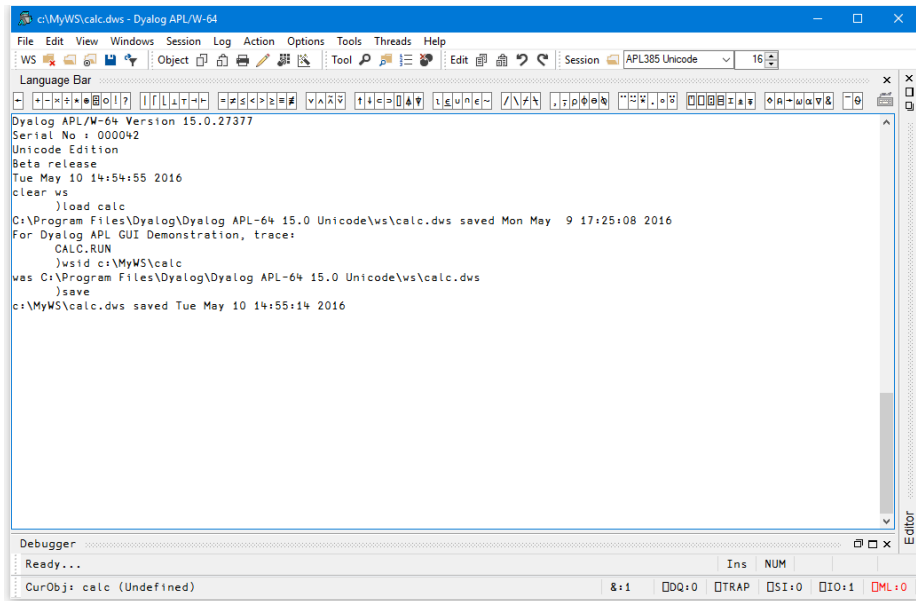 c:\MyWS\calc.dws - Dyalog APL/W-64
File Edit View Windows Session Log Action Options Tools Threads Help
WS Object Tool Edit Session APL385 Unicode 16
Language Bar
← + - × ÷ * ⍟ ⌹ ○ ! ? | ⌈ ⌊ ⊥ ⊤ ⊣ ⊢ = ≠ ≤ < > ≥ ≡ ≢ ∨ ∧ ⍲ ⍱ ↑ ↓ ⊂ ⊃ ⌷ ⍋ ⍒ ⍳ ⍷ ∪ ∩ ∊ ~ / \ ⌿ ⍀ , ⍪ ⍴ ⌽ ⊖ ⍉ ¨ ⍨ ⍣ . ∘ ⍤ ⍞ ⎕ ⍠ ⌸ ⌶ ⍎ ⍕ ⋄ ⍝ → ⍵ ⍺ ∇ & ¯ ⍬
Dyalog APL/W-64 Version 15.0.27377
Serial No : 000042
Unicode Edition
Beta release
Tue May 10 14:54:55 2016
clear ws
)load calc
C:\Program Files\Dyalog\Dyalog APL-64 15.0 Unicode\ws\calc.dws saved Mon May  9 17:25:08 2016
For Dyalog APL GUI Demonstration, trace:
CALC.RUN
)wsid c:\MyWS\calc
was C:\Program Files\Dyalog\Dyalog APL-64 15.0 Unicode\ws\calc.dws
)save
c:\MyWS\calc.dws saved Tue May 10 14:55:14 2016
Editor
Debugger
Ready... Ins NUM
CurObj: calc (Undefined) &:1 ⎕DQ:0 ⎕TRAP ⎕SI:0 ⎕IO:1 ⎕ML:0